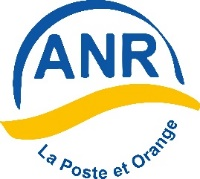 ANR
La Poste et Orange